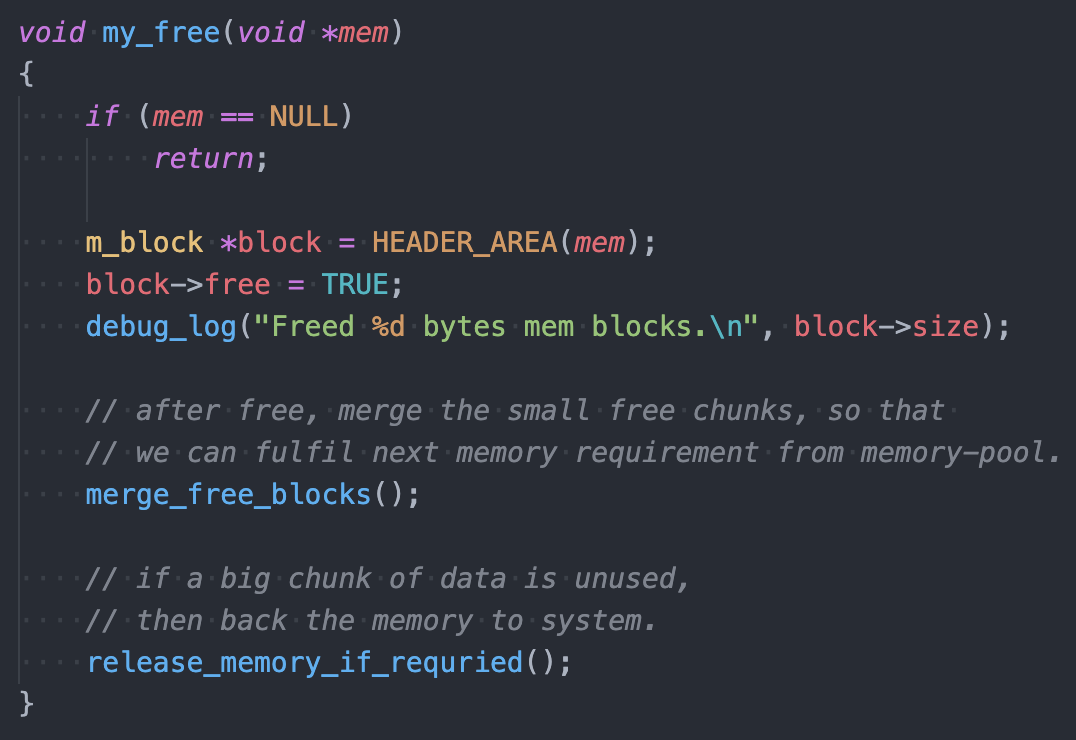 void my_free(void *mem)
{
    if (mem == NULL)
        return;
    m_block *block = HEADER_AREA(mem);
    block->free = TRUE;
    debug_log("Freed %d bytes mem blocks.\n", block->size);
    // after free, merge the small free chunks, so that
    // we can fulfil next memory requirement from memory-pool.
    merge_free_blocks();
    // if a big chunk of data is unused,
    // then back the memory to system.
    release_memory_if_requried();
}